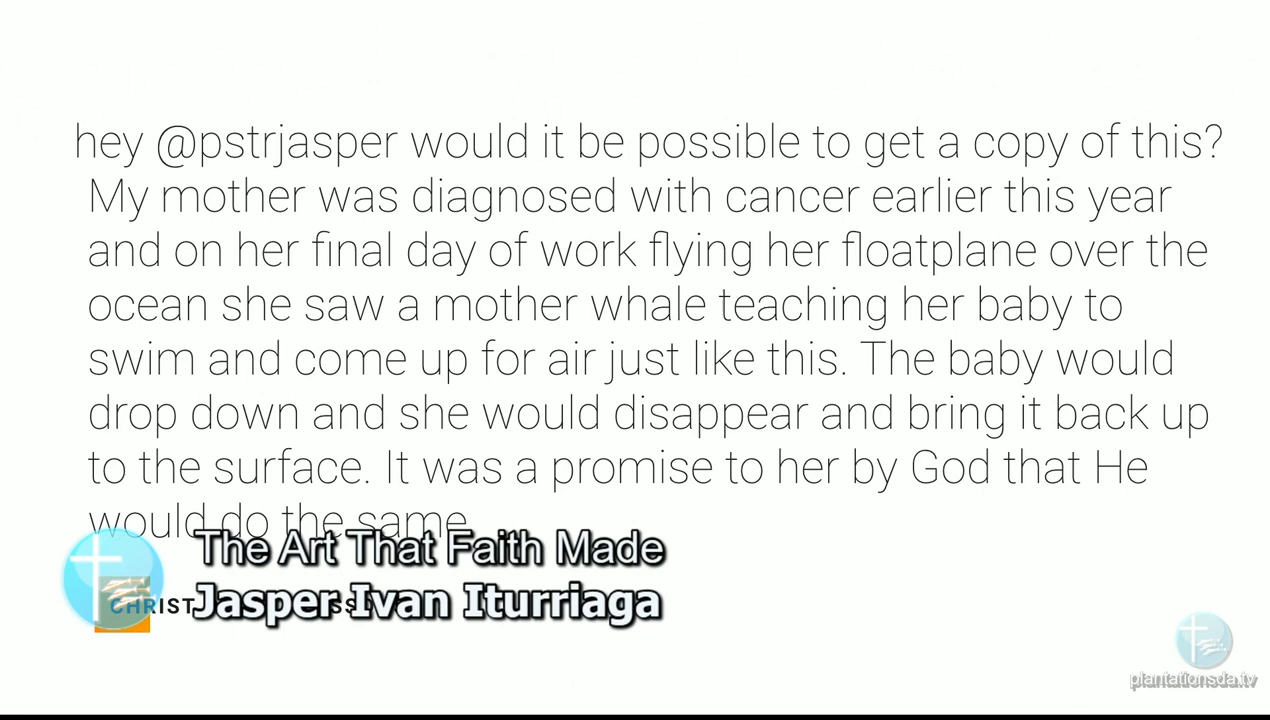 hey @pstrjasper would it be possible to get a copy of this?
My mother was diagnosed with cancer earlier this year
and on her final day of work flying her floatplane over the
ocean she saw a mother whale teaching her baby to
swim and come up for air just like this. The baby would
drop down and she would disappear and bring it back up
to the surface. It was a promise to her by God that He
would do the same
The Art That Faith Made
CHRIST
Jasper Ivan Iturriaga
plantationsda.tv